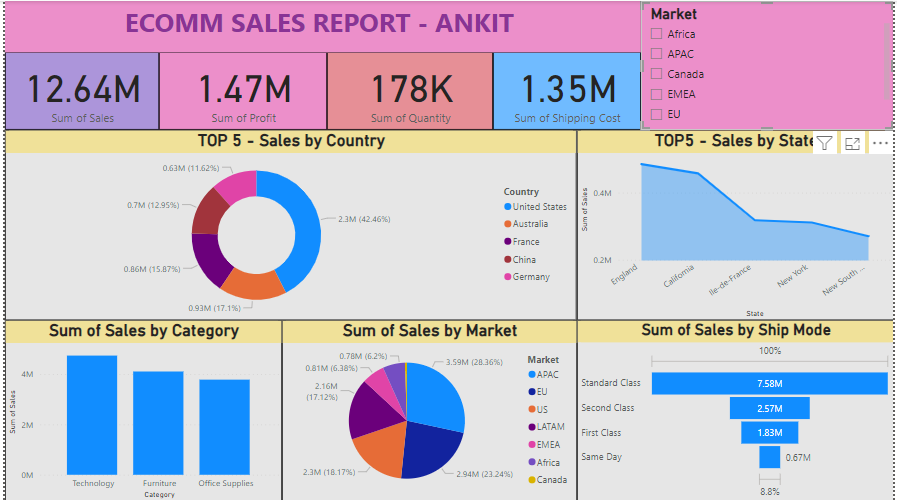 ECOMM SALES REPORT - ANKIT
Market
Africa
APAC
Canada
EMEA
EU
12.64M
Sum of Sales
1.47M
Sum of Profit
178K
Sum of Quantity
1.35M
Sum of Shipping Cost
TOP 5 - Sales by Country
0.63M (11.62%)
0.7M (12.95%)
0.86M (15.87%)
0.93M (17.1%)
2.3M (42.46%)
Country
United States
Australia
France
China
Germany
TOP5 - Sales by State
Sum of Sales
0.4M
0.2M
England
California
Ile-de-France
New York
New South ...
State
Sum of Sales by Category
Sum of Sales
4M
2M
0M
Technology
Furniture
Office Supplies
Category
Sum of Sales by Market
0.78M (6.2%)
0.81M (6.38%)
2.16M
(17.12%)
2.3M (18.17%)
3.59M (28.36%)
2.94M (23.24%)
Market
APAC
EU
US
LATAM
EMEA
Africa
Canada
Sum of Sales by Ship Mode
100%
Standard Class
7.58M
Second Class
2.57M
First Class
1.83M
Same Day
0.67M
8.8%